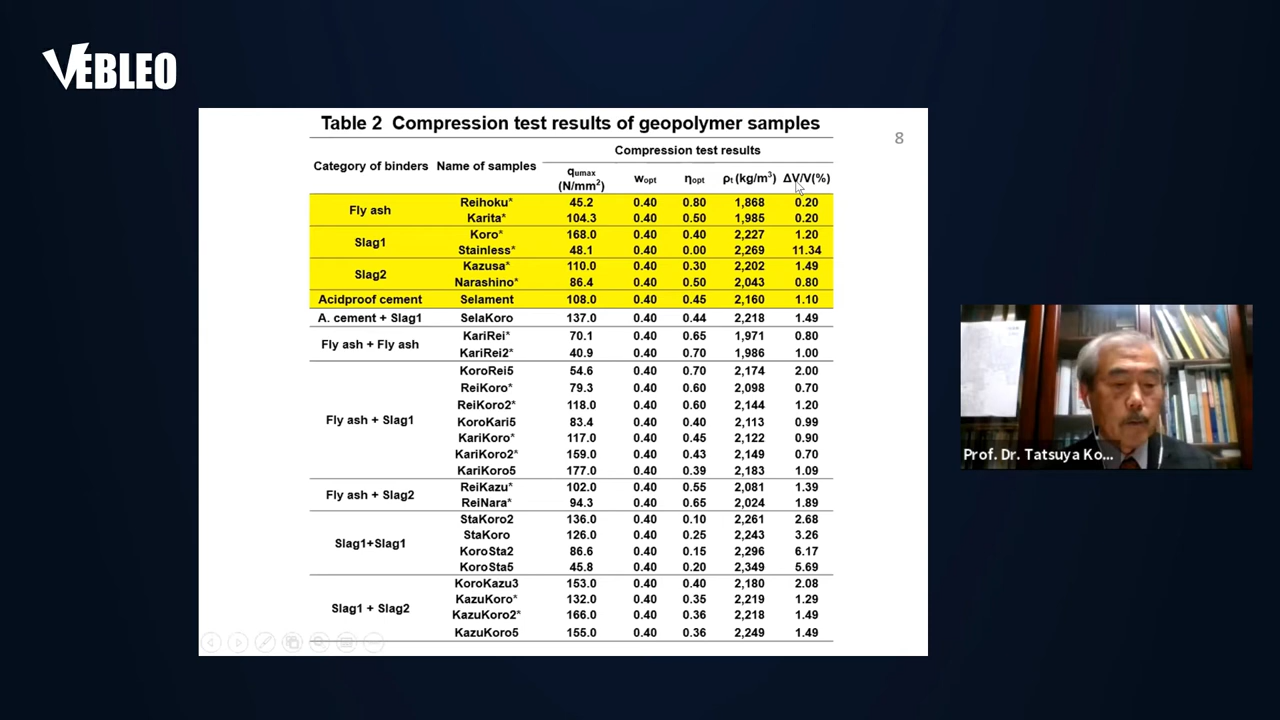 VEBLEO
Table 2 Compression test results of geopolymer samples
8
Category of binders Name of samples Compression test results
qumax (N/mm²) wopt ηopt ρt (kg/m³) ΔV/V(%)
Fly ash Reihoku* 45.2 0.40 0.80 1,868 0.20
Karita* 104.3 0.40 0.50 1,985 0.20
Slag1 Koro* 168.0 0.40 0.40 2,227 1.20
Stainless* 48.1 0.40 0.00 2,269 11.34
Slag2 Kazusa* 110.0 0.40 0.30 2,202 1.49
Narashino* 86.4 0.40 0.50 2,043 0.80
Acidproof cement Selament 108.0 0.40 0.45 2,160 1.10
A. cement + Slag1 SelaKoro 137.0 0.40 0.44 2,218 1.49
Fly ash + Fly ash KariRei* 70.1 0.40 0.65 1,971 0.80
KariRei2* 40.9 0.40 0.70 1,986 1.00
Fly ash + Slag1 KoroRei5 54.6 0.40 0.70 2,174 2.00
ReiKoro* 79.3 0.40 0.60 2,098 0.70
ReiKoro2* 118.0 0.40 0.60 2,144 1.20
KoroKari5 83.4 0.40 0.40 2,113 0.99
KariKoro* 117.0 0.40 0.45 2,122 0.90
KariKoro2* 159.0 0.40 0.43 2,149 0.70
KariKoro5 177.0 0.40 0.39 2,183 1.09
Fly ash + Slag2 ReiKazu* 102.0 0.40 0.55 2,081 1.39
ReiNara* 94.3 0.40 0.65 2,024 1.89
Slag1+Slag1 StaKoro2 136.0 0.40 0.10 2,261 2.68
StaKoro 126.0 0.40 0.25 2,243 3.26
KoroSta2 86.6 0.40 0.15 2,296 6.17
KoroSta5 45.8 0.40 0.20 2,349 5.69
Slag1 + Slag2 KoroKazu3 153.0 0.40 0.40 2,180 2.08
KazuKoro* 132.0 0.40 0.35 2,219 1.29
KazuKoro2* 166.0 0.40 0.36 2,218 1.49
KazuKoro5 155.0 0.40 0.36 2,249 1.49
Prof. Dr. Tatsuya Ko...